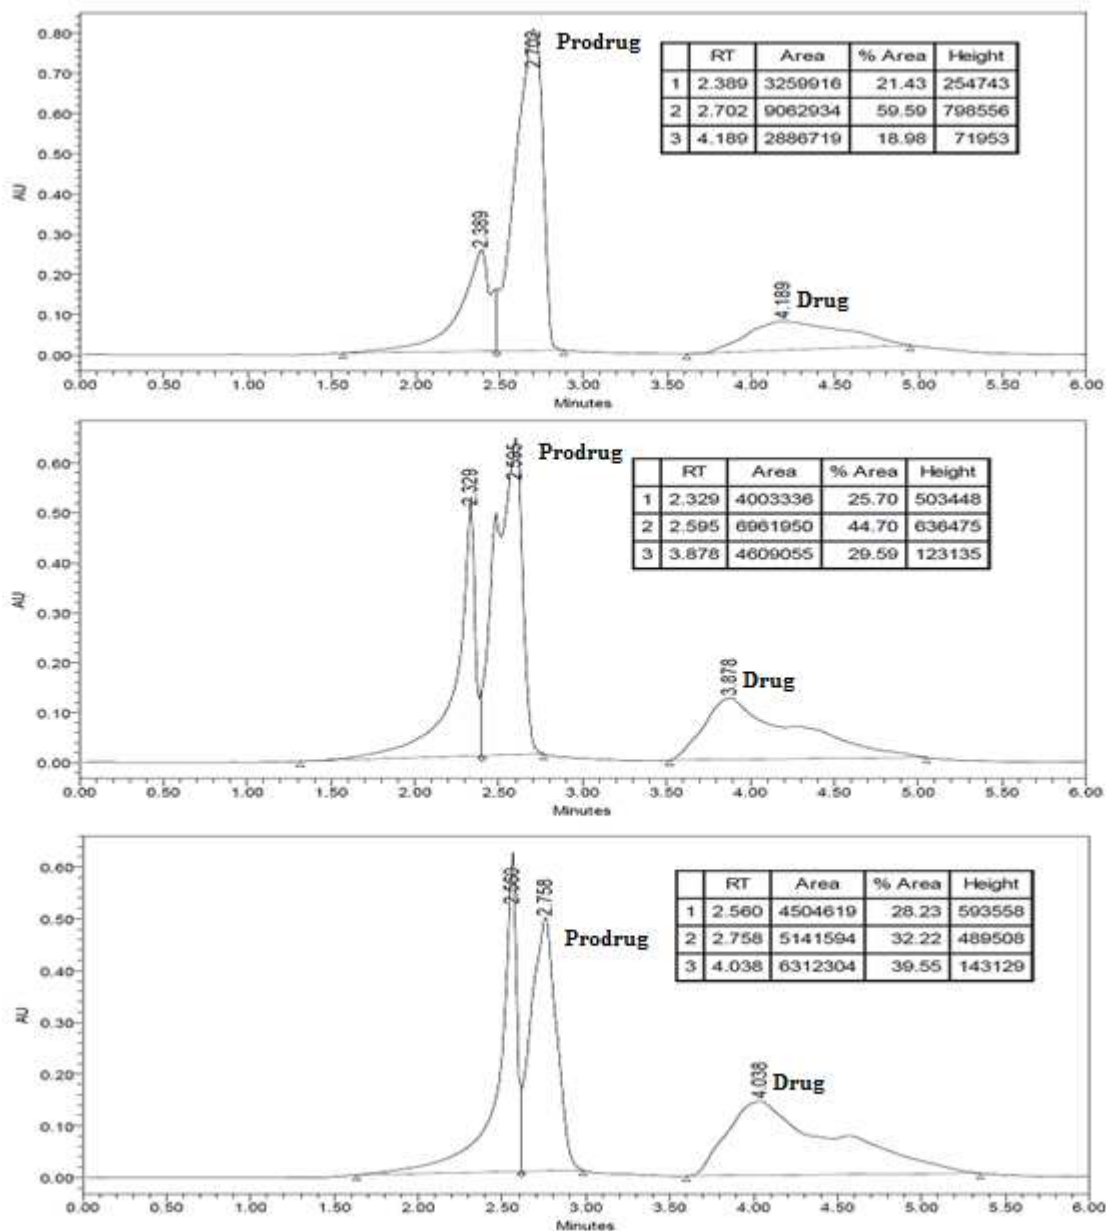 0.80
0.70
0.60
0.50
0.40
0.30
0.20
0.10
0.00
AU
2.389
2.702
Prodrug
4.189
Drug
RT Area % Area Height
1 2.389 3259916 21.43 254743
2 2.702 9062934 59.59 798556
3 4.189 2886719 18.98 71953
0.00 0.50 1.00 1.50 2.00 2.50 3.00 3.50 4.00 4.50 5.00 5.50 6.00
Minutes
0.60
0.50
0.40
0.30
0.20
0.10
0.00
AU
2.329
2.595
Prodrug
3.878
Drug
RT Area % Area Height
1 2.329 4003336 25.70 503448
2 2.595 6961950 44.70 636475
3 3.878 4609055 29.59 123135
0.00 0.50 1.00 1.50 2.00 2.50 3.00 3.50 4.00 4.50 5.00 5.50 6.00
Minutes
0.60
0.50
0.40
0.30
0.20
0.10
0.00
AU
2.560
2.758
Prodrug
4.038
Drug
RT Area % Area Height
1 2.560 4504619 28.23 593558
2 2.758 5141594 32.22 489508
3 4.038 6312304 39.55 143129
0.00 0.50 1.00 1.50 2.00 2.50 3.00 3.50 4.00 4.50 5.00 5.50 6.00
Minutes